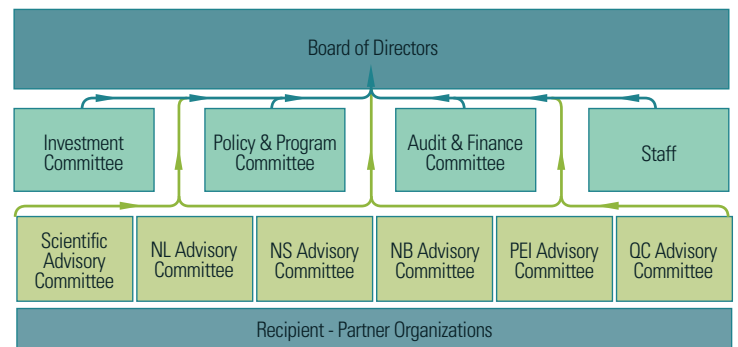 Board of Directors
Investment
Committee
Policy & Program
Committee
Audit & Finance
Committee
Staff
Scientific
Advisory
Committee
NL Advisory
Committee
NS Advisory
Committee
NB Advisory
Committee
PEI Advisory
Committee
QC Advisory
Committee
Recipient - Partner Organizations